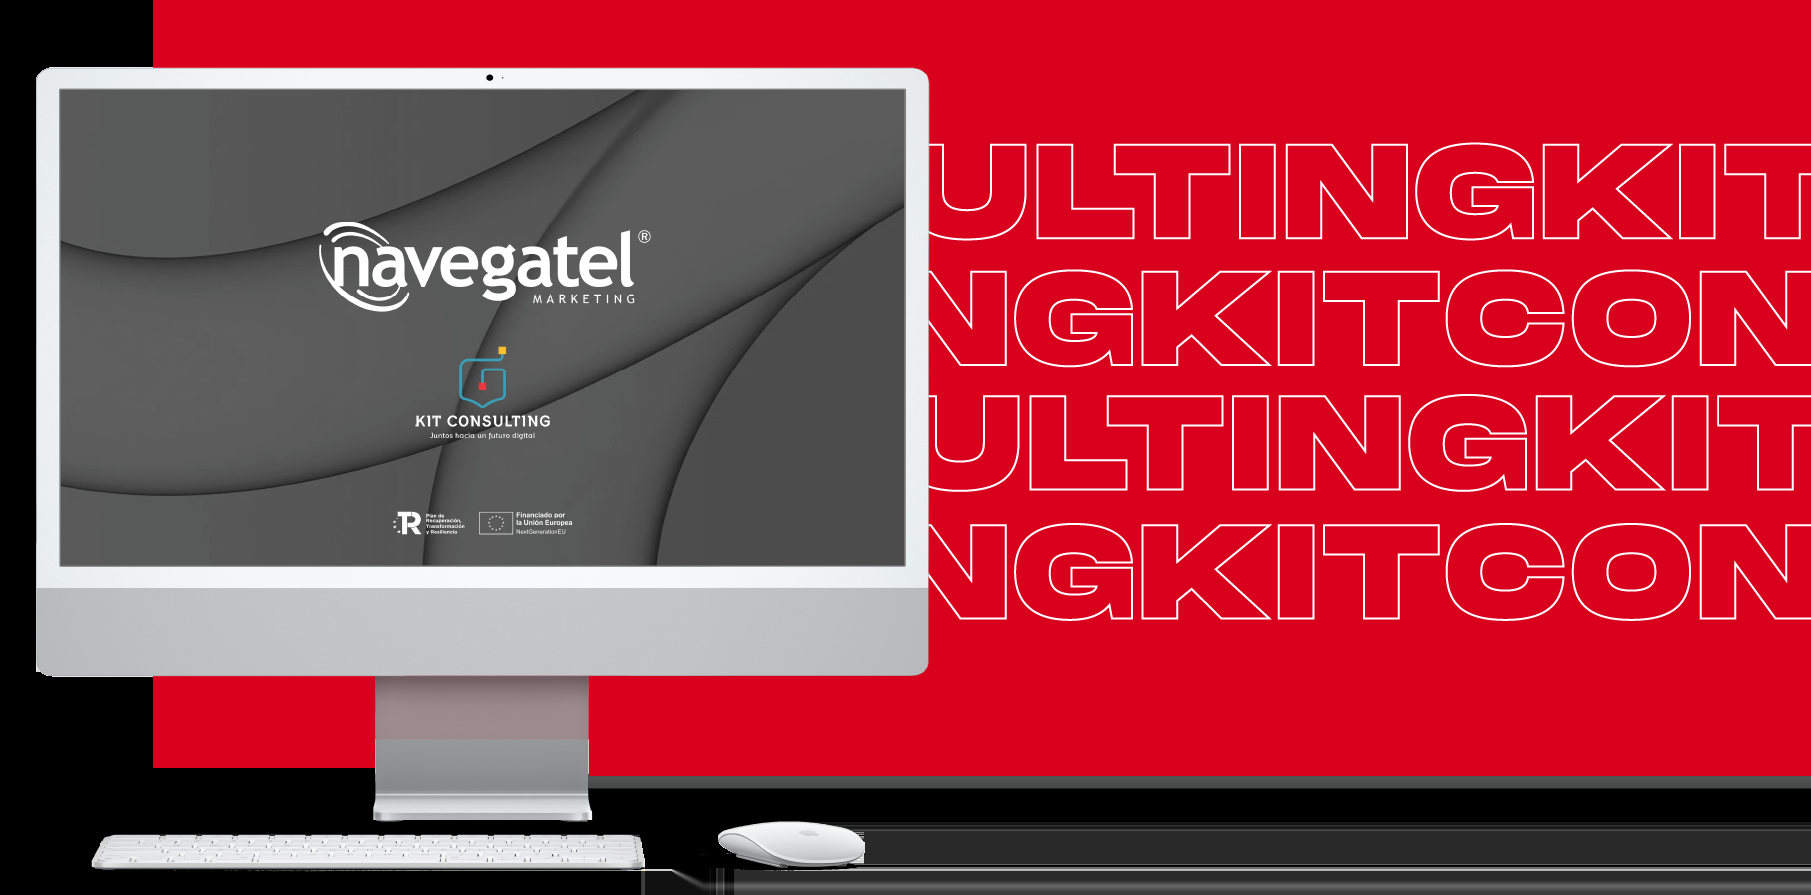 navegatel®
MARKETING
KIT CONSULTING
Juntos hacia un futuro digital
TR
Plan de
Recuperación,
Transformación
y Resiliencia
Financiado por
la Unión Europea
NextGenerationEU
ULTINGKIT
NGKITCON
ULTINGKIT
NGKITCON